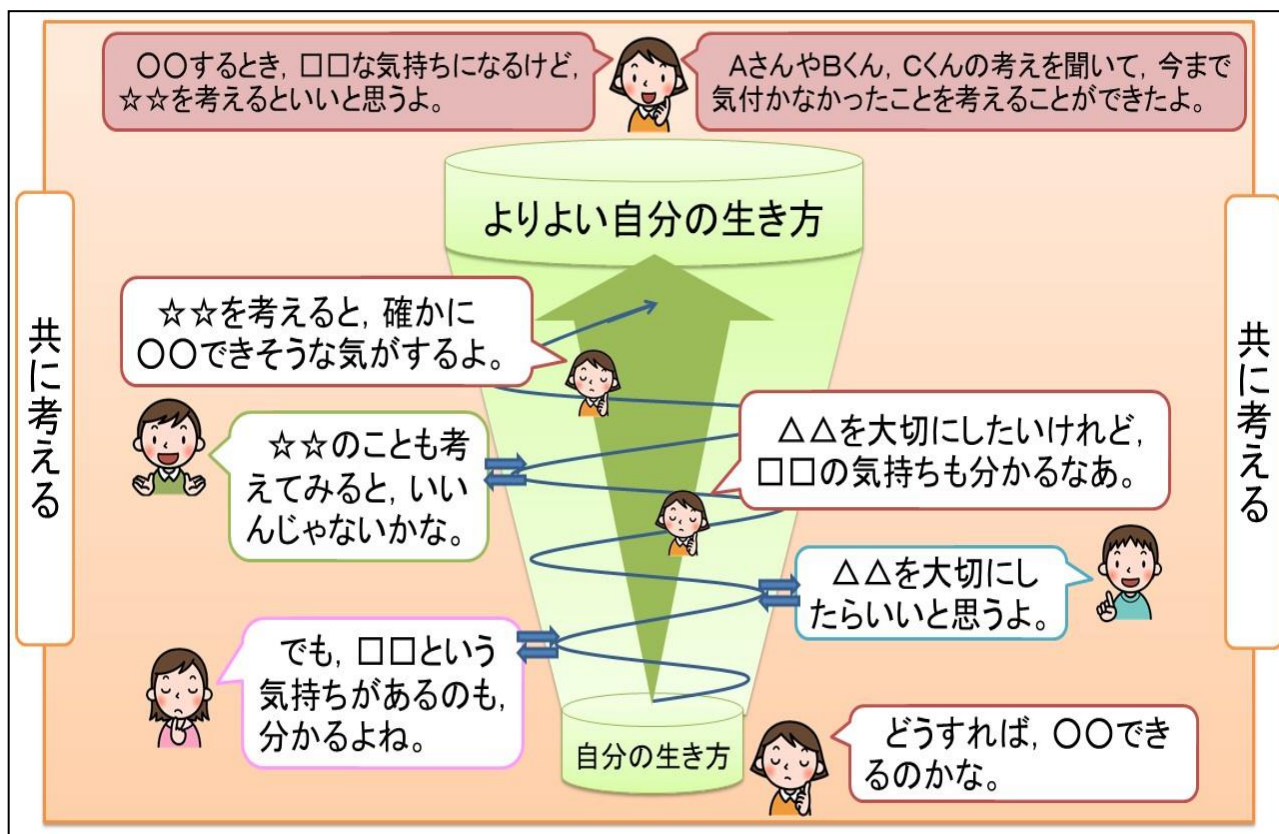 ○○するとき，□□な気持ちになるけど，
☆☆を考えるといいと思うよ。
AさんやBくん，Cくんの考えを聞いて，今まで
気付かなかったことを考えることができたよ。
よりよい自分の生き方
共に考える
共に考える
☆☆を考えると，確かに
○○できそうな気がするよ。
☆☆のことも考
えてみると，いい
んじゃないかな。
△△を大切にしたいけれど，
□□の気持ちも分かるなあ。
△△を大切にし
たらいいと思うよ。
でも，□□という
気持ちがあるのも，
分かるよね。
自分の生き方
どうすれば，○○でき
るのかな。